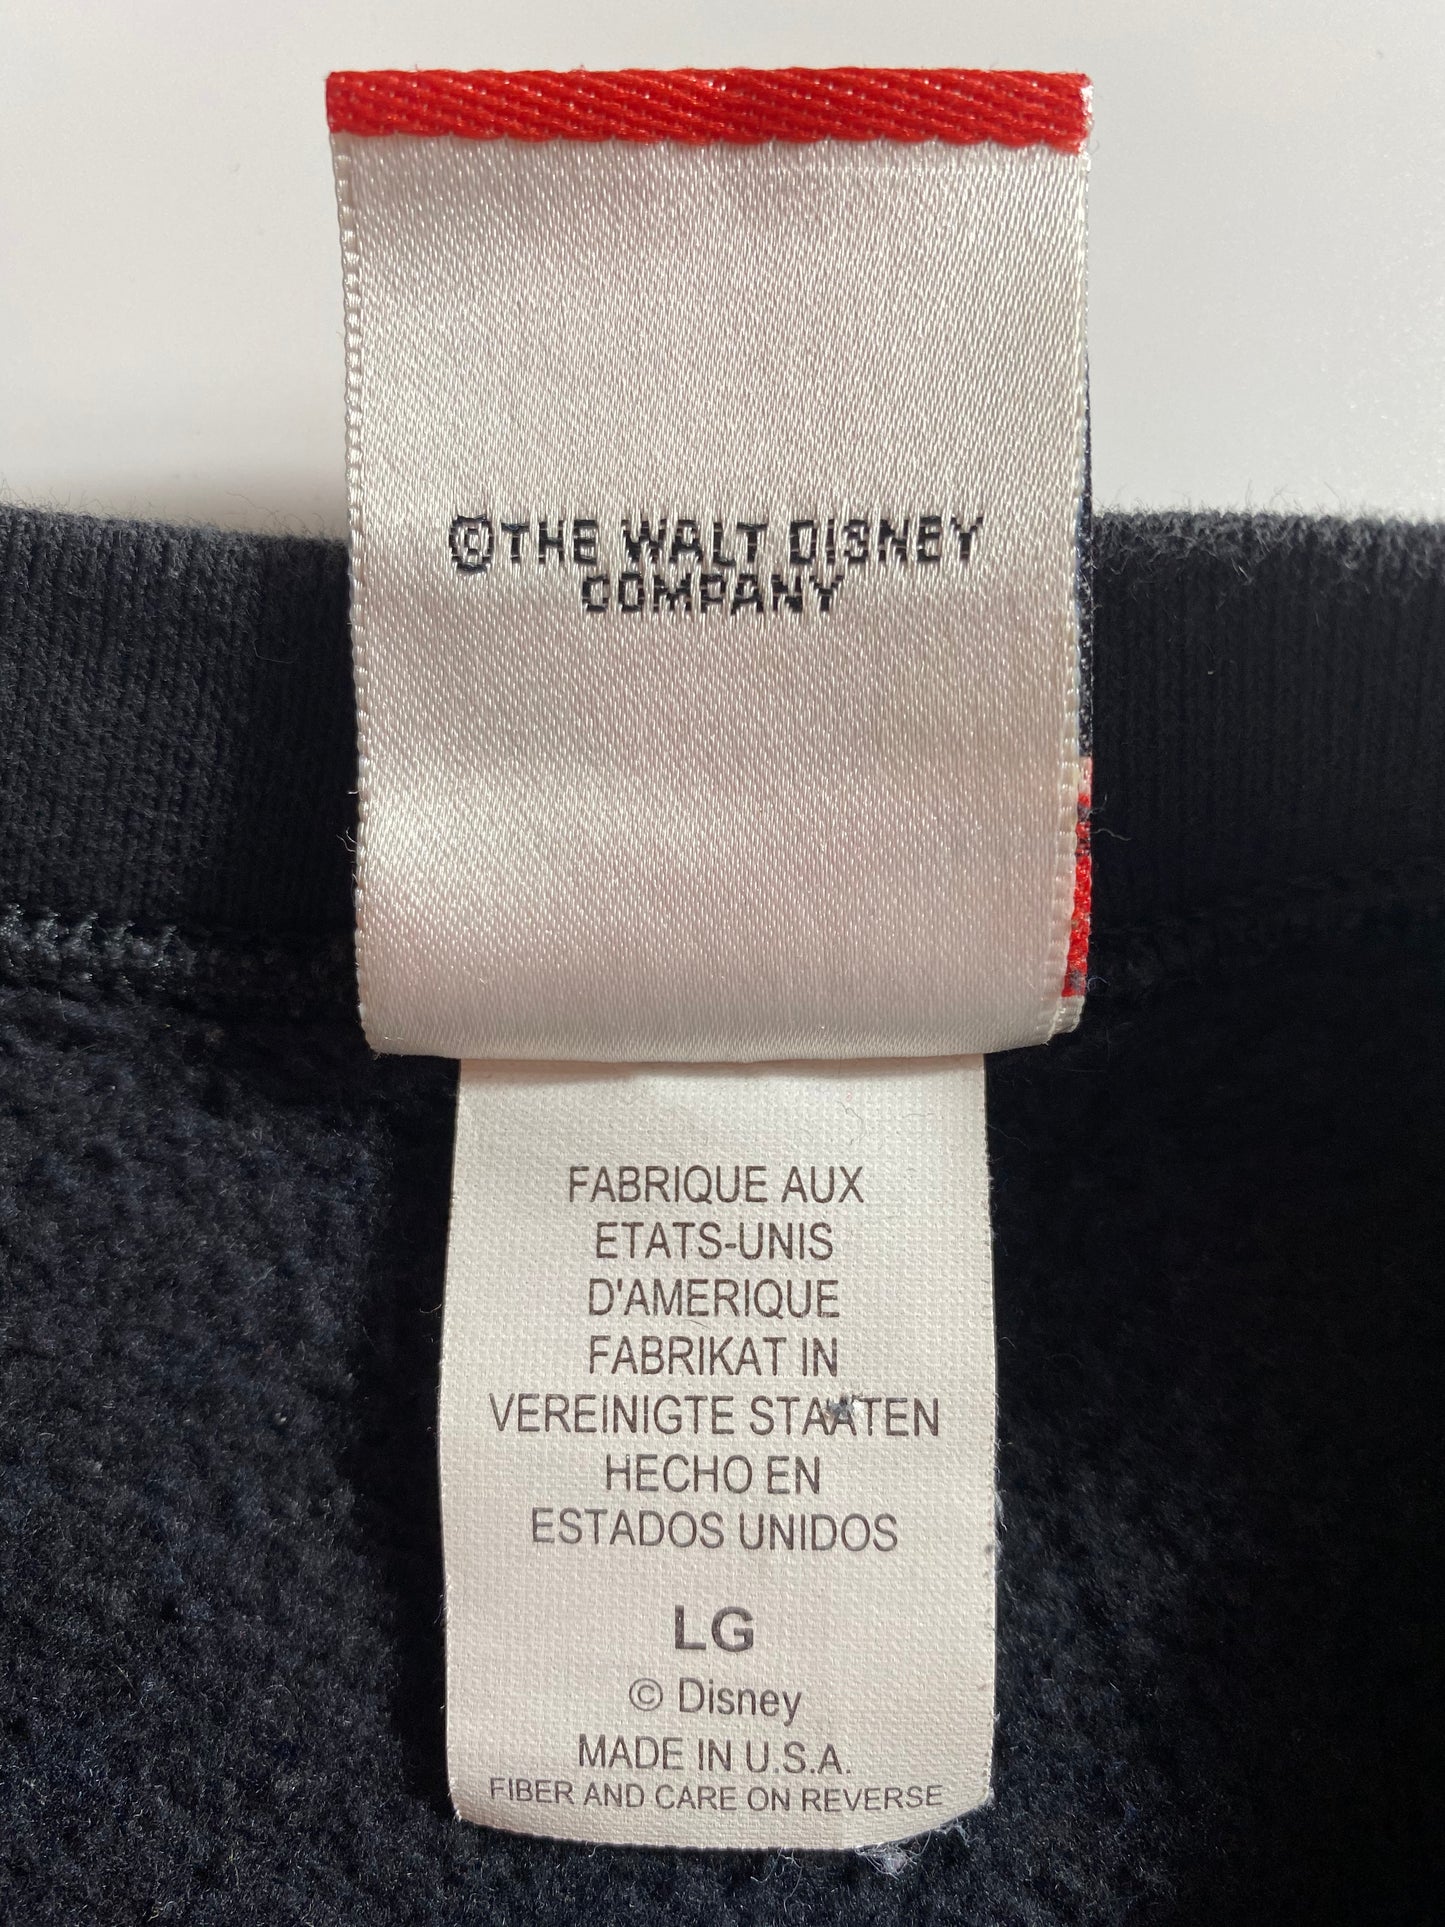 ©THE WALT DISNEY
COMPANY
FABRIQUE AUX
ETATS-UNIS
D'AMERIQUE
FABRIKAT IN
VEREINIGTE STAATEN
HECHO EN
ESTADOS UNIDOS
LG
© Disney
MADE IN U.S.A.
FIBER AND CARE ON REVERSE